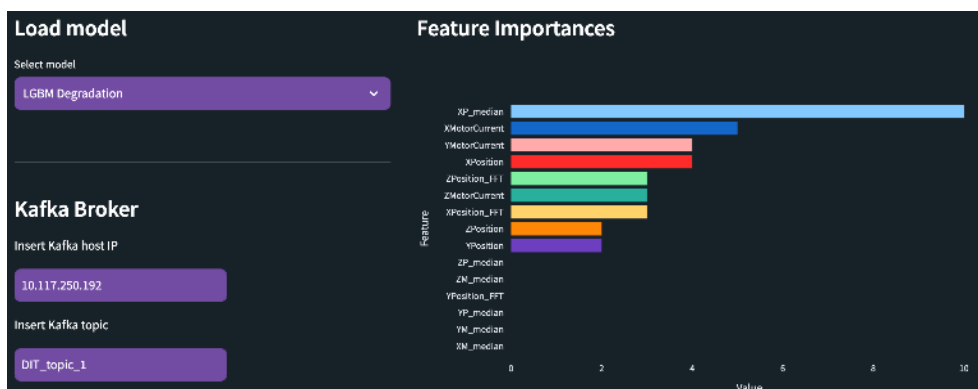 Load model
Select model
LGBM Degradation
Kafka Broker
Insert Kafka host IP
10.117.250.192
Insert Kafka topic
DIT_topic_1
Feature Importances
Feature
XP_median
XMotorCurrent
YMotorCurrent
XPosition
ZPosition_FFT
ZMotorCurrent
XPosition_FFT
ZPosition
YPosition
ZP_median
ZM_median
YPosition_FFT
YP_median
YM_median
XM_median
0 2 4 6 8 10
Value